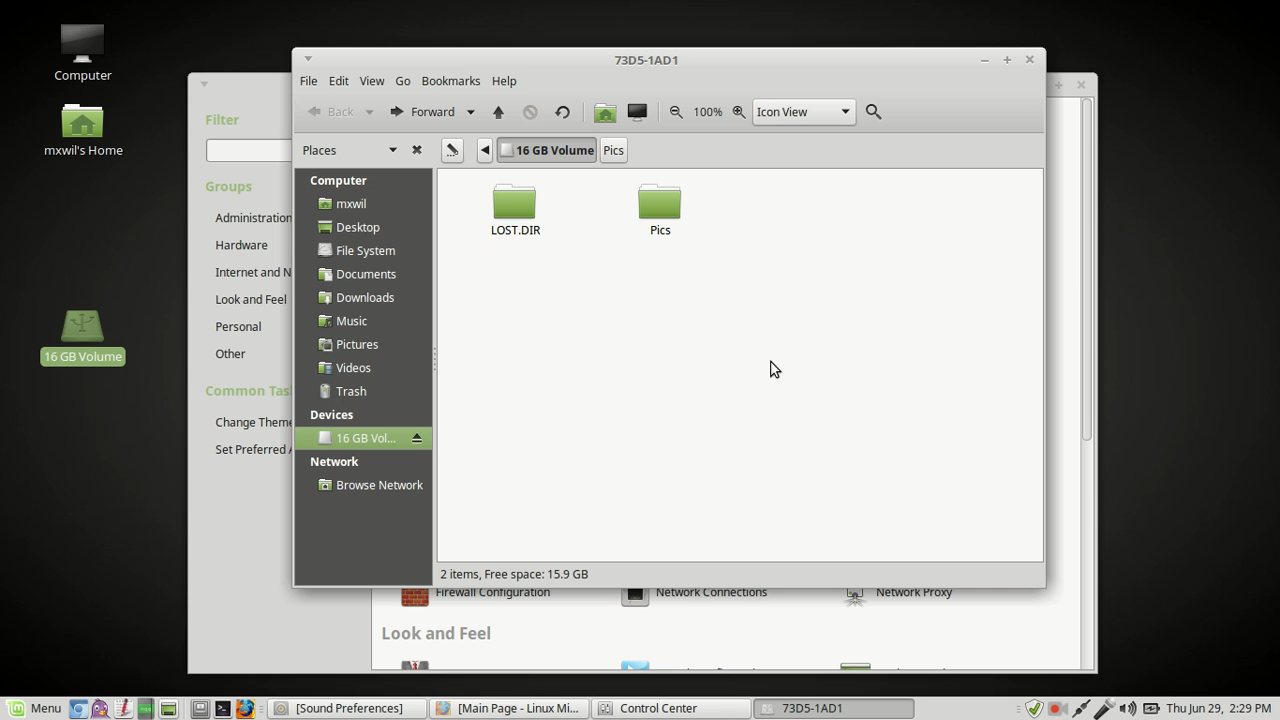 Computer
mxwil's Home
16 GB Volume
73D5-1AD1
File Edit View Go Bookmarks Help
Back Forward 100% Icon View
Places 16 GB Volume Pics
Computer
mxwil
Desktop
File System
Documents
Downloads
Music
Pictures
Videos
Trash
Devices
16 GB Vol...
Network
Browse Network
LOST.DIR Pics
2 items, Free space: 15.9 GB
Filter
Groups
Administration
Hardware
Internet and N
Look and Feel
Personal
Other
Common Tas
Change Theme
Set Preferred A
Firewall Configuration Network Connections Network Proxy
Look and Feel
Menu [Sound Preferences] [Main Page - Linux Mi... Control Center 73D5-1AD1 Thu Jun 29, 2:29 PM